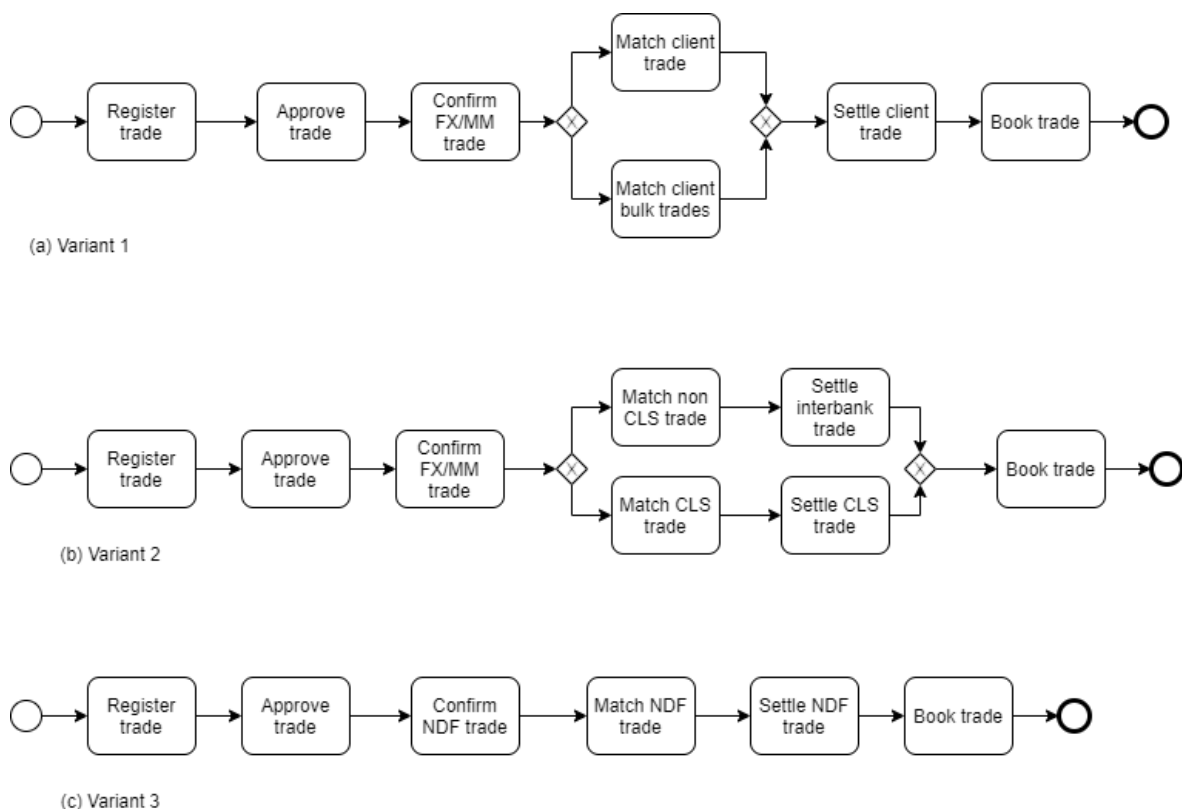 Match client
trade
Register
trade
Approve
trade
Confirm
FX/MM
trade
X
X
Settle client
trade
Book trade
Match client
bulk trades
(a) Variant 1
Match non
CLS trade
Settle
interbank
trade
Register
trade
Approve
trade
Confirm
FX/MM
trade
X
X
Book trade
Match CLS
trade
Settle CLS
trade
(b) Variant 2
Register
trade
Approve
trade
Confirm
NDF trade
Match NDF
trade
Settle NDF
trade
Book trade
(c) Variant 3